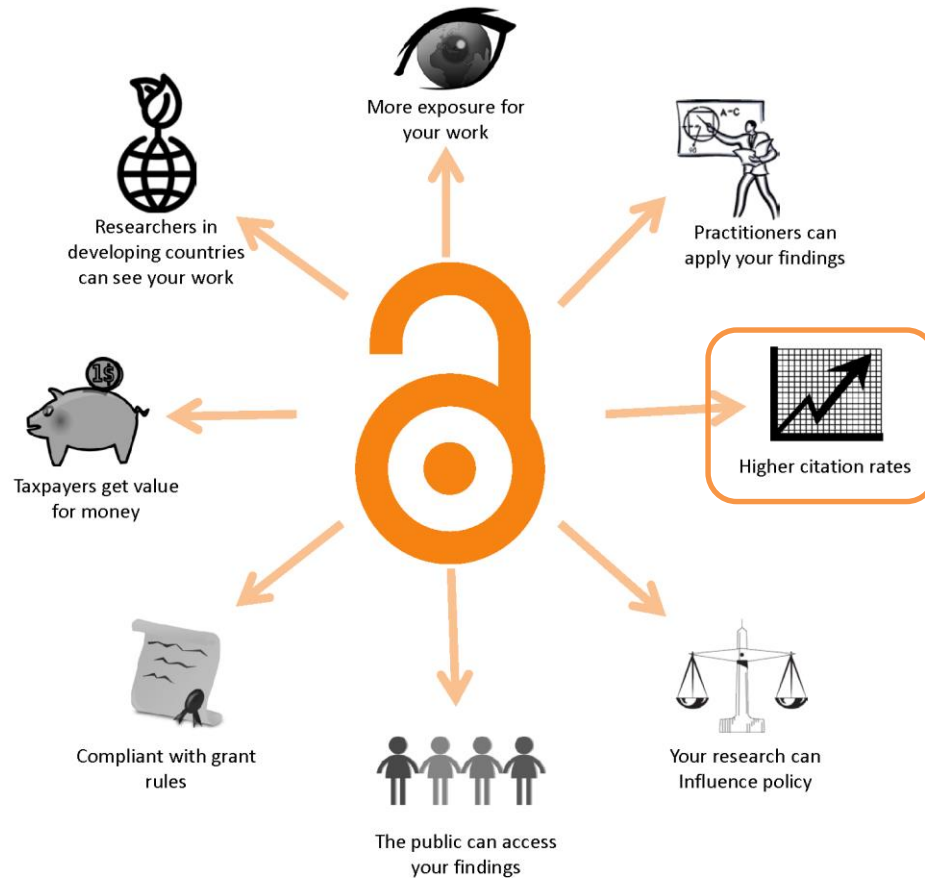 More exposure for
your work
A-C
90
Practitioners can
apply your findings
Researchers in
developing countries
can see your work
1$
Taxpayers get value
for money
Higher citation rates
Compliant with grant
rules
Your research can
Influence policy
The public can access
your findings